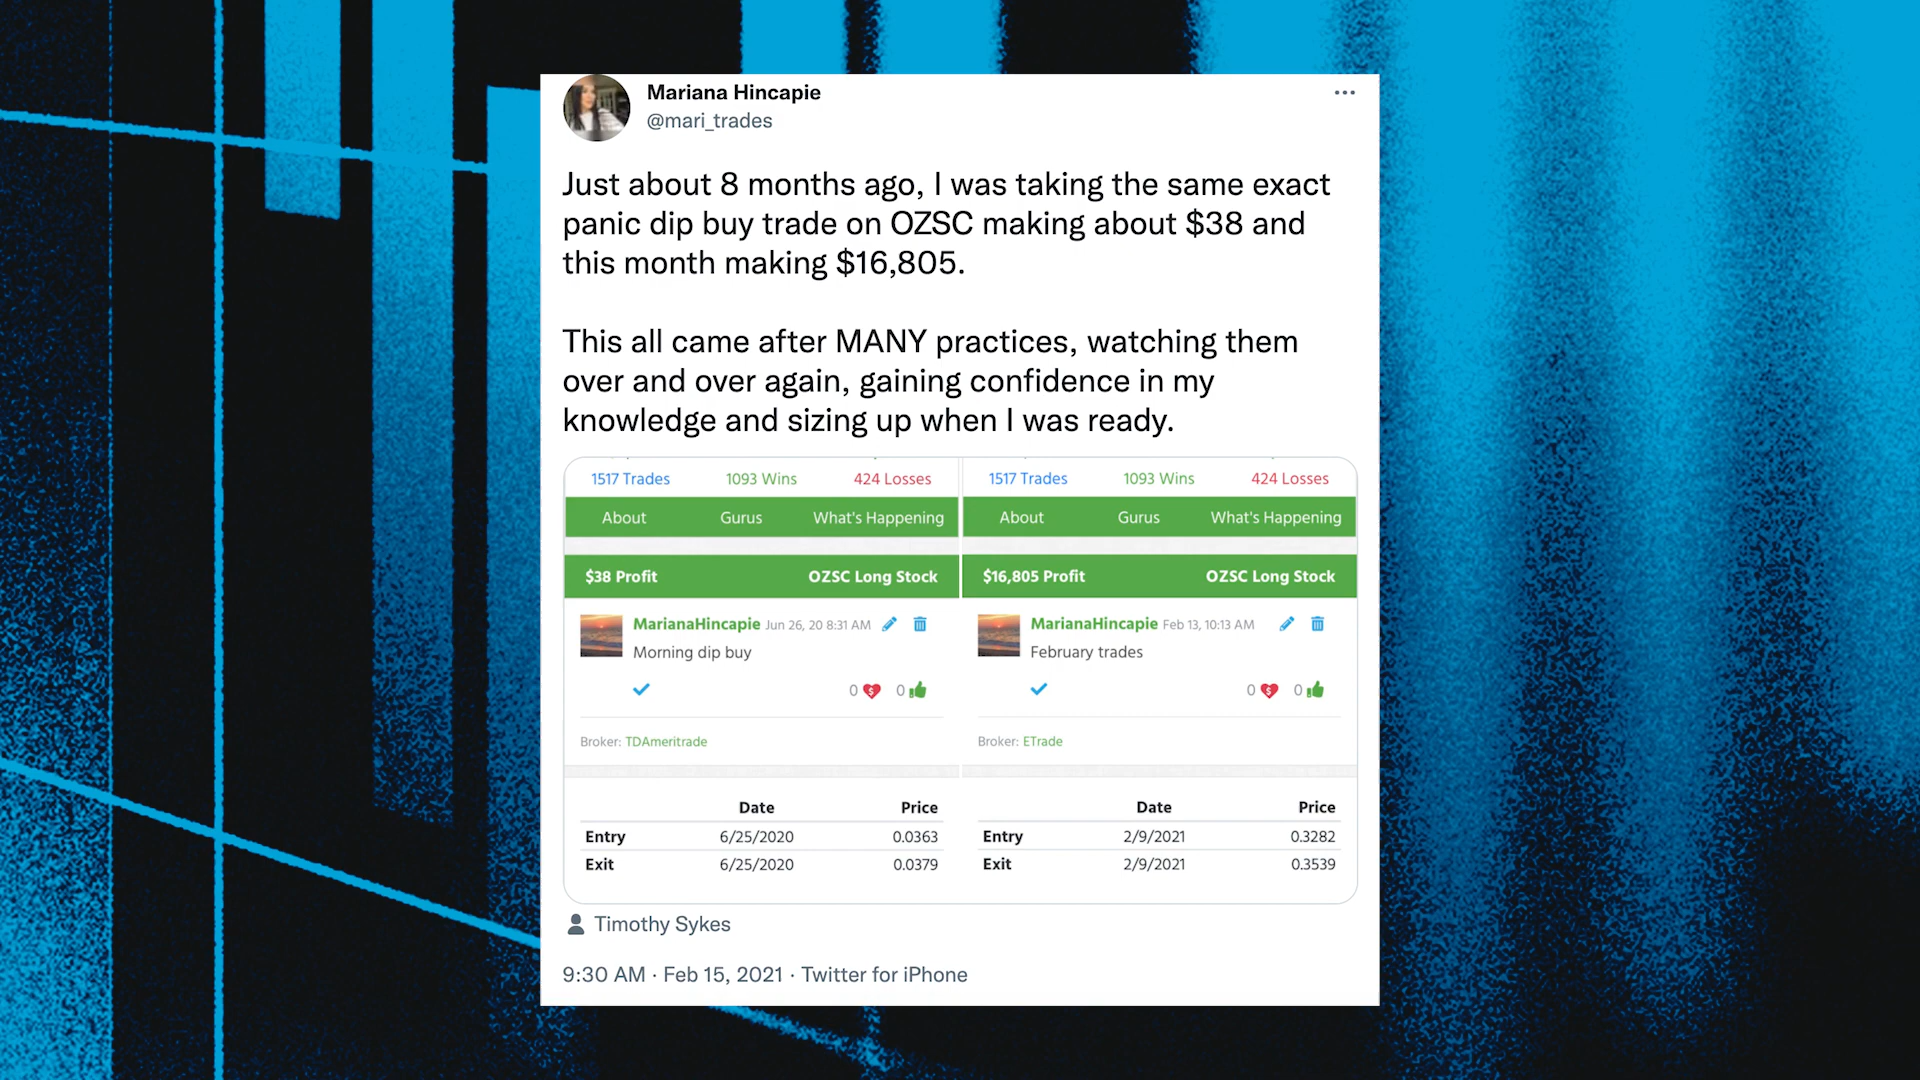 Mariana Hincapie
@mari_trades
Just about 8 months ago, I was taking the same exact
panic dip buy trade on OZSC making about $38 and
this month making $16,805.
This all came after MANY practices, watching them
over and over again, gaining confidence in my
knowledge and sizing up when I was ready.
1517 Trades 1093 Wins 424 Losses
About Gurus What's Happening
$38 Profit OZSC Long Stock
MarianaHincapie Jun 26, 20 8:31 AM
Morning dip buy
0 0
Broker: TDAmeritrade
Date Price
Entry 6/25/2020 0.0363
Exit 6/25/2020 0.0379
1517 Trades 1093 Wins 424 Losses
About Gurus What's Happening
$16,805 Profit OZSC Long Stock
MarianaHincapie Feb 13, 10:13 AM
February trades
0 0
Broker: ETrade
Date Price
Entry 2/9/2021 0.3282
Exit 2/9/2021 0.3539
Timothy Sykes
9:30 AM · Feb 15, 2021 · Twitter for iPhone